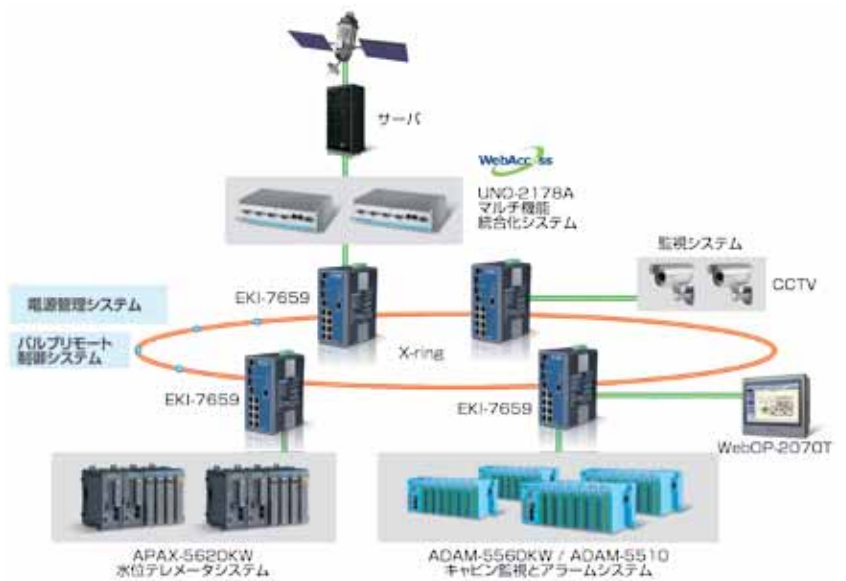 サーバ
WebAccess
UNO-2178A
マルチ機能
統合化システム
監視システム
CCTV
EKI-7659
電源管理システム
バルブリモート
制御システム
X-ring
EKI-7659
EKI-7659
WebOP-2070T
APAX-5620KW
水位テレメータシステム
ADAM-5560KW / ADAM-5510
キャビン監視とアラームシステム